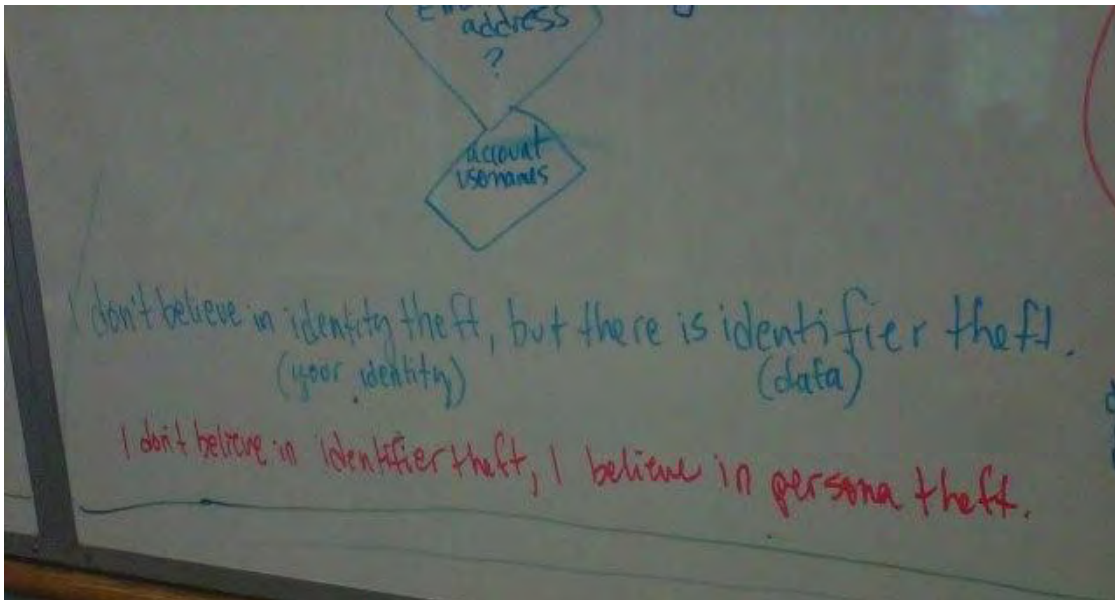 address
?
account
usernames
I don't believe in identity theft, but there is identifier theft.
(your identity) (data)
I don't believe in identifier theft, I believe in persona theft.